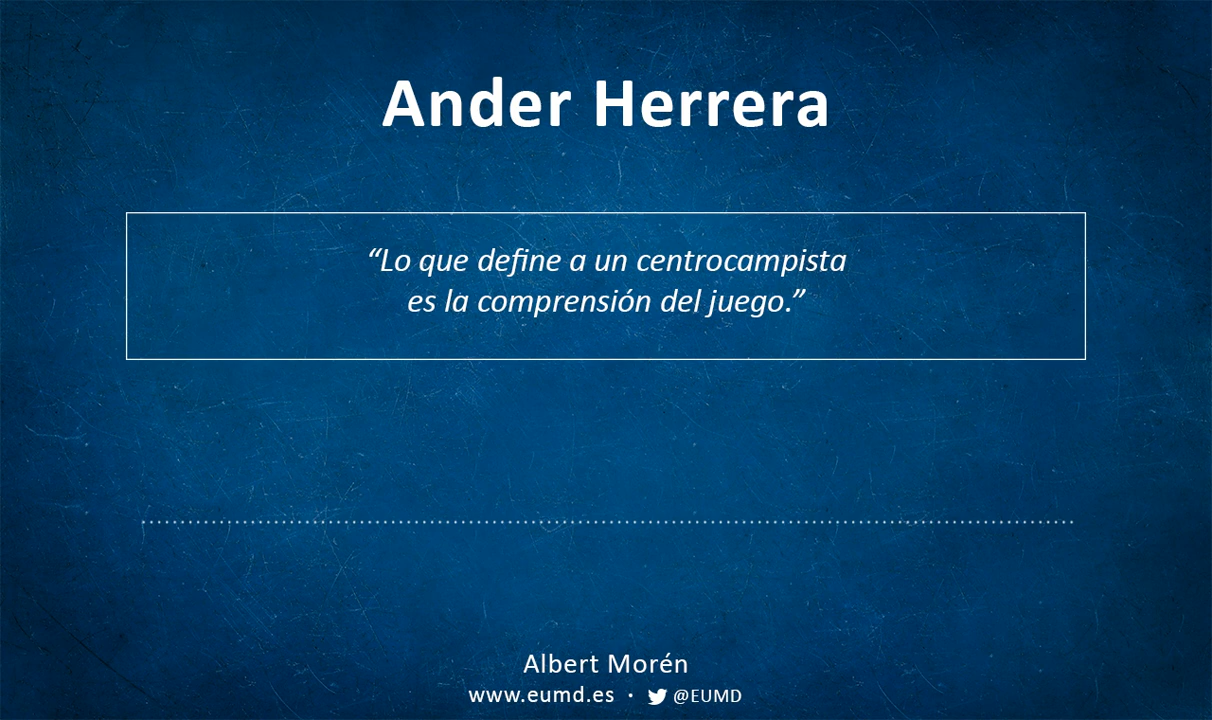 Ander Herrera
“Lo que define a un centrocampista
es la comprensión del juego.”
Albert Morén
www.eumd.es · @EUMD